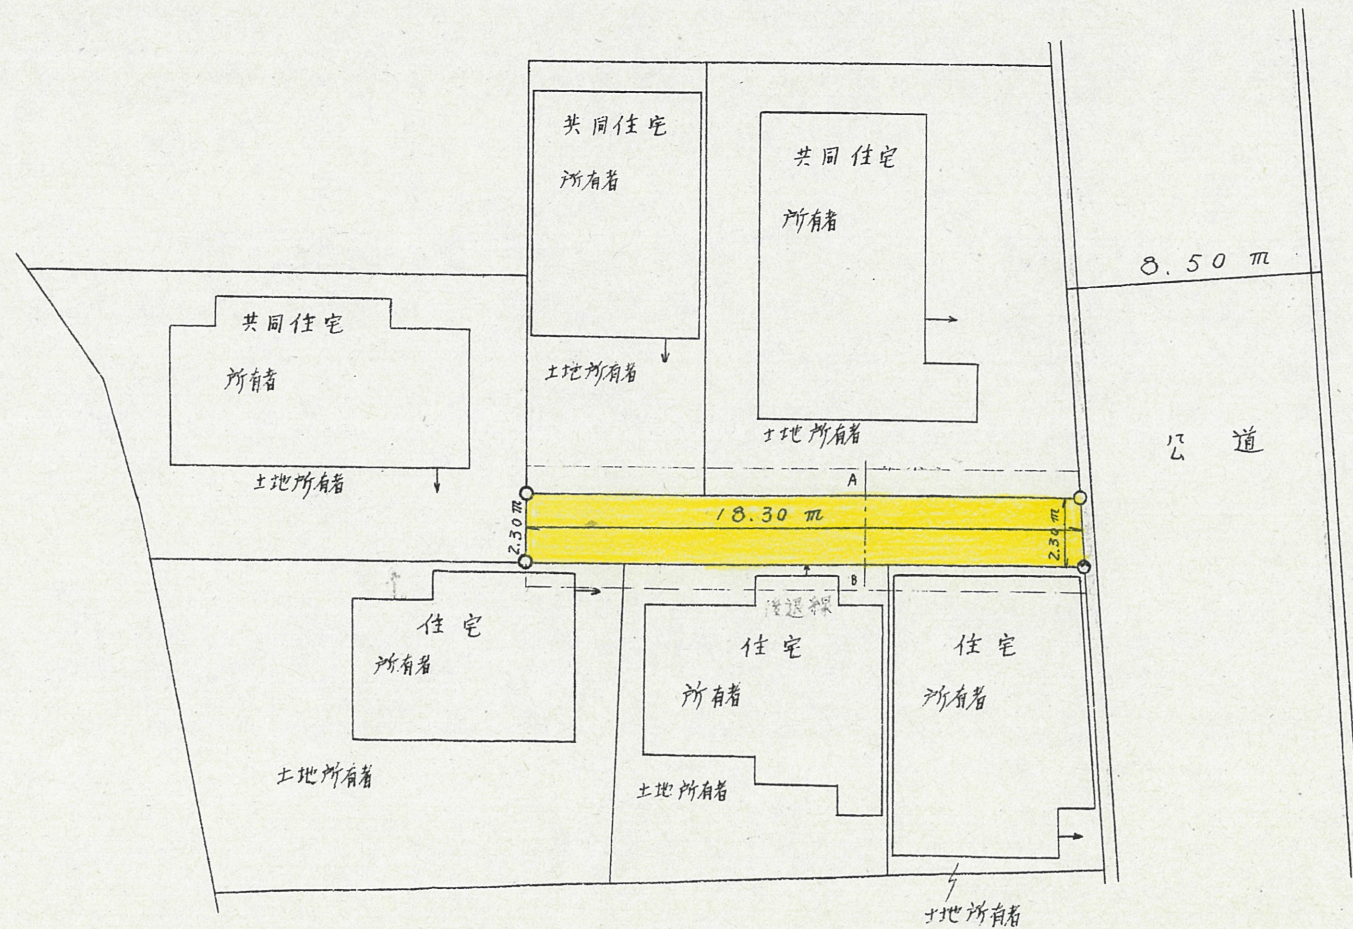 共同住宅
所有者
土地所有者
共同住宅
所有者
土地所有者
8.50 m
公道
共同住宅
所有者
土地所有者
A
18.30 m
2.30 m
2.30 m
B
後退線
住宅
所有者
土地所有者
住宅
所有者
土地所有者
住宅
所有者
土地所有者